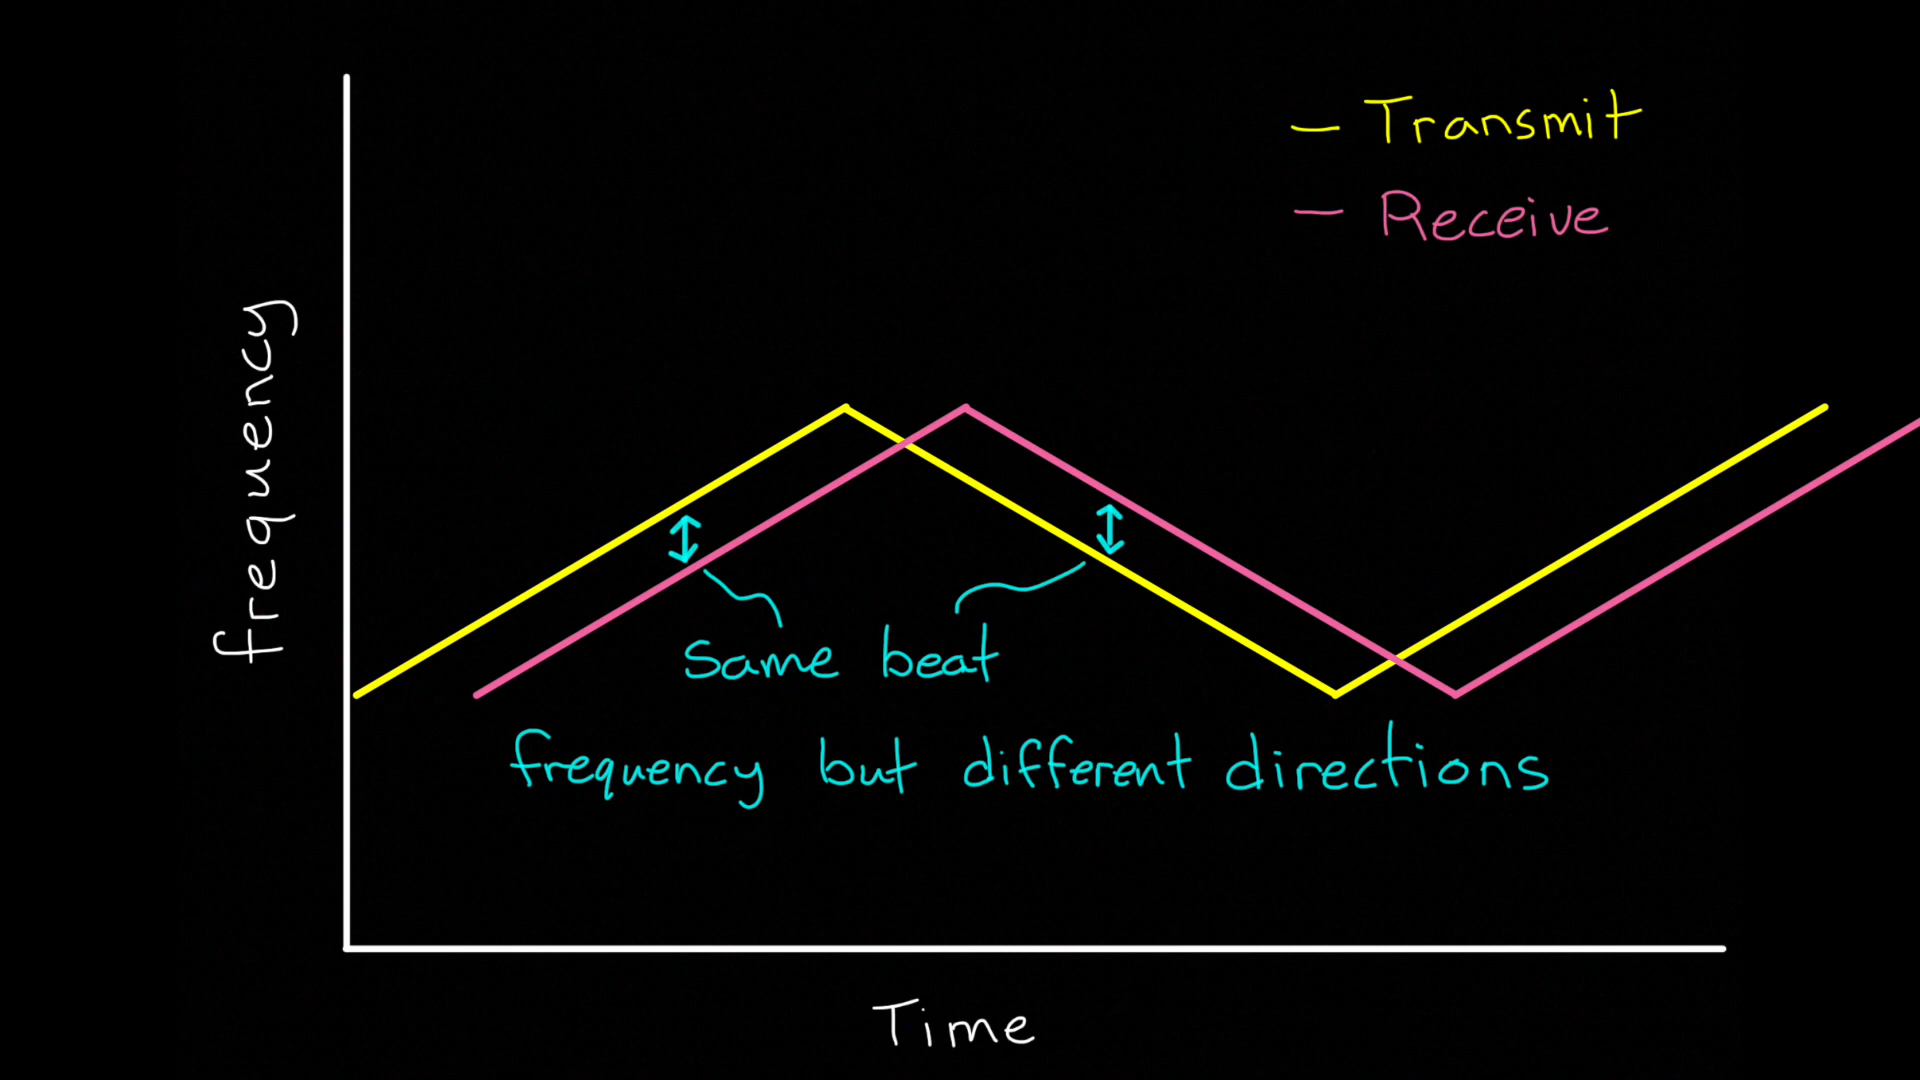 — Transmit
— Receive
frequency
Same beat
frequency but different directions
Time